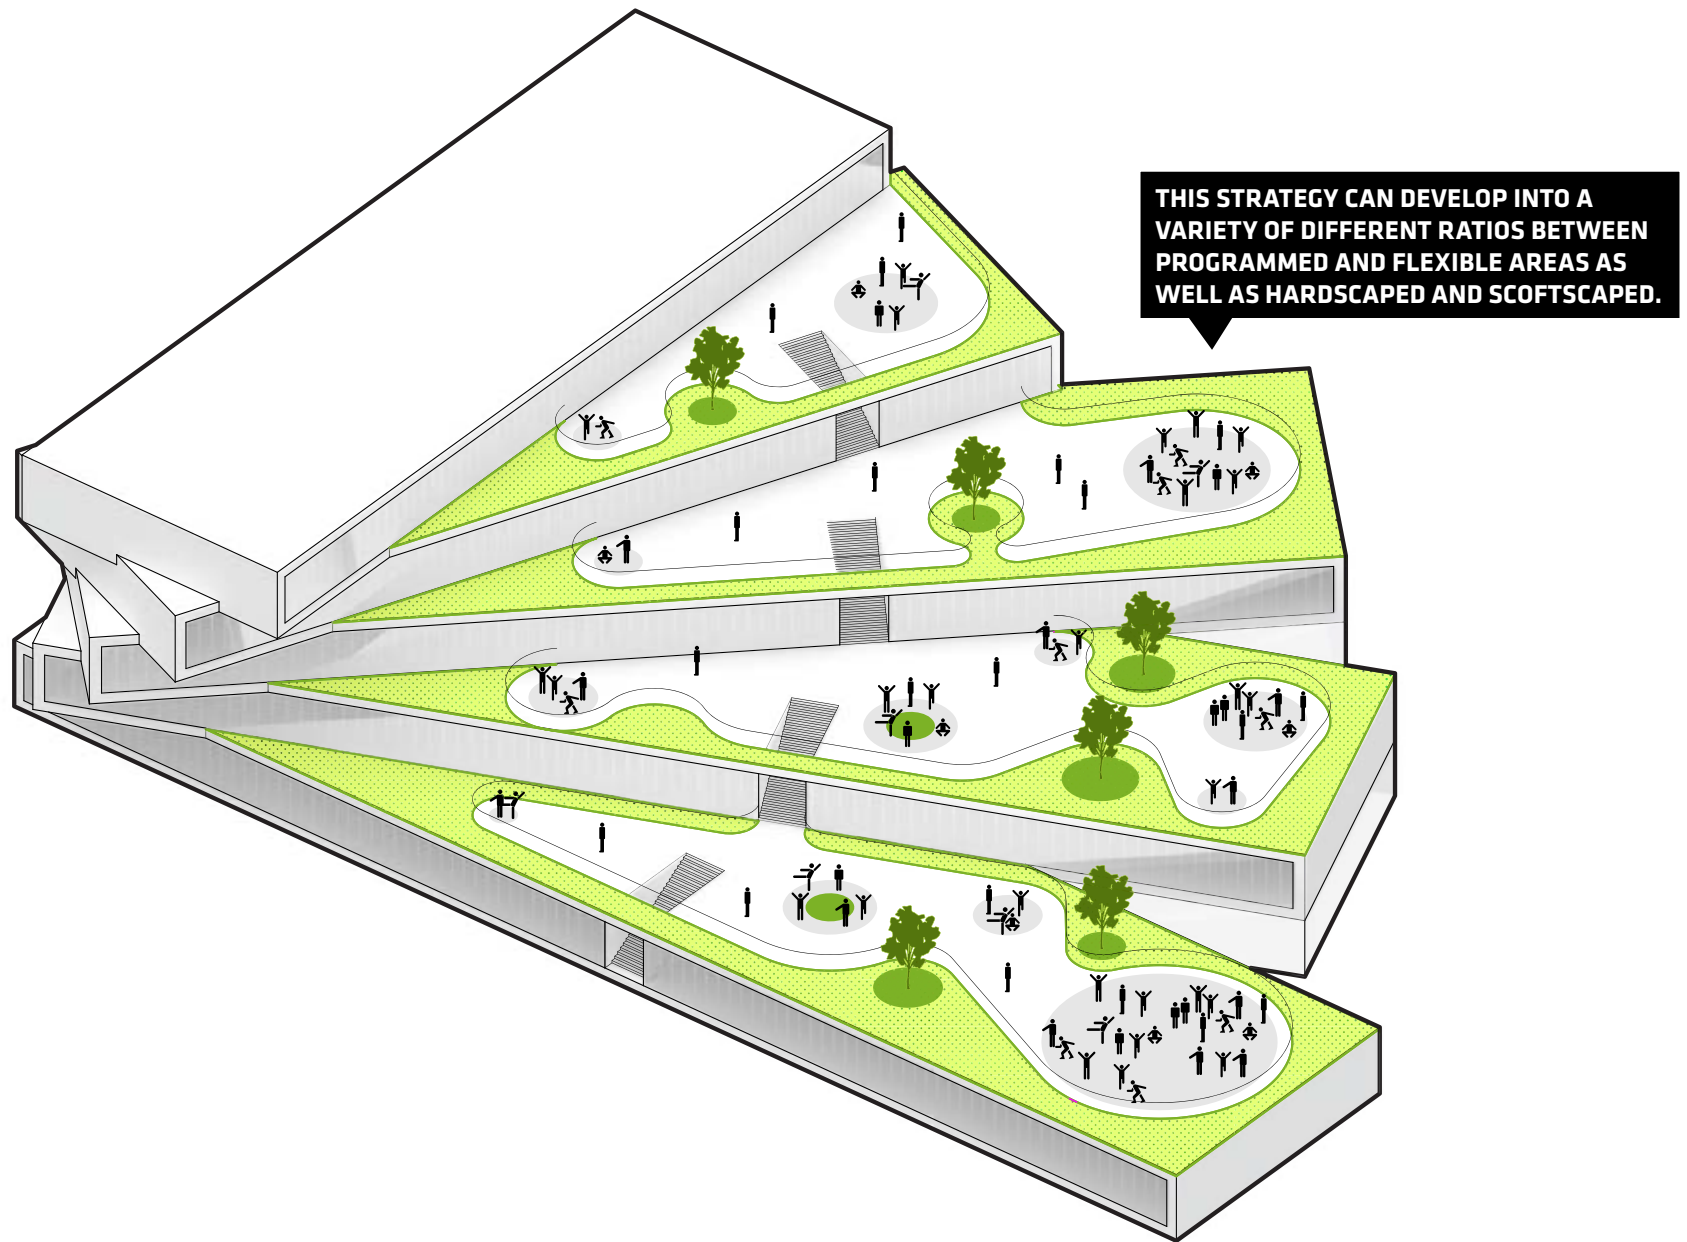 THIS STRATEGY CAN DEVELOP INTO A
VARIETY OF DIFFERENT RATIOS BETWEEN
PROGRAMMED AND FLEXIBLE AREAS AS
WELL AS HARDSCAPED AND SCOFTSCAPED.